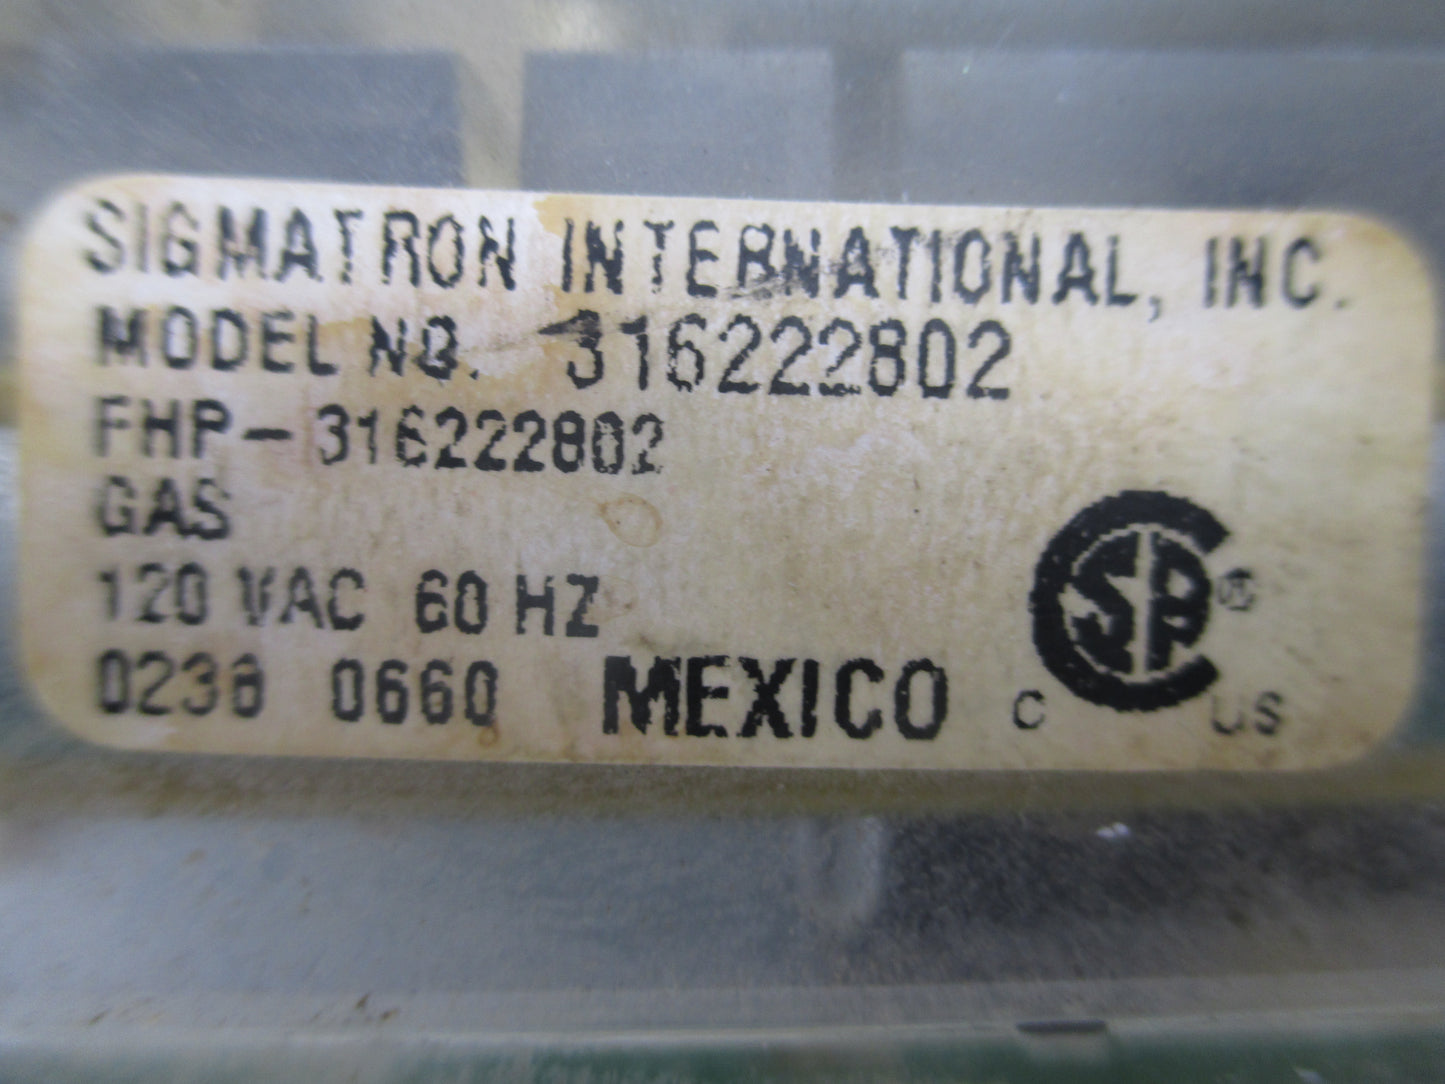 SIGMATRON INTERNATIONAL, INC.
MODEL NO. 316222802
FHP-316222802
GAS
120 VAC 60 HZ
0238 0660 MEXICO
C SP ® US